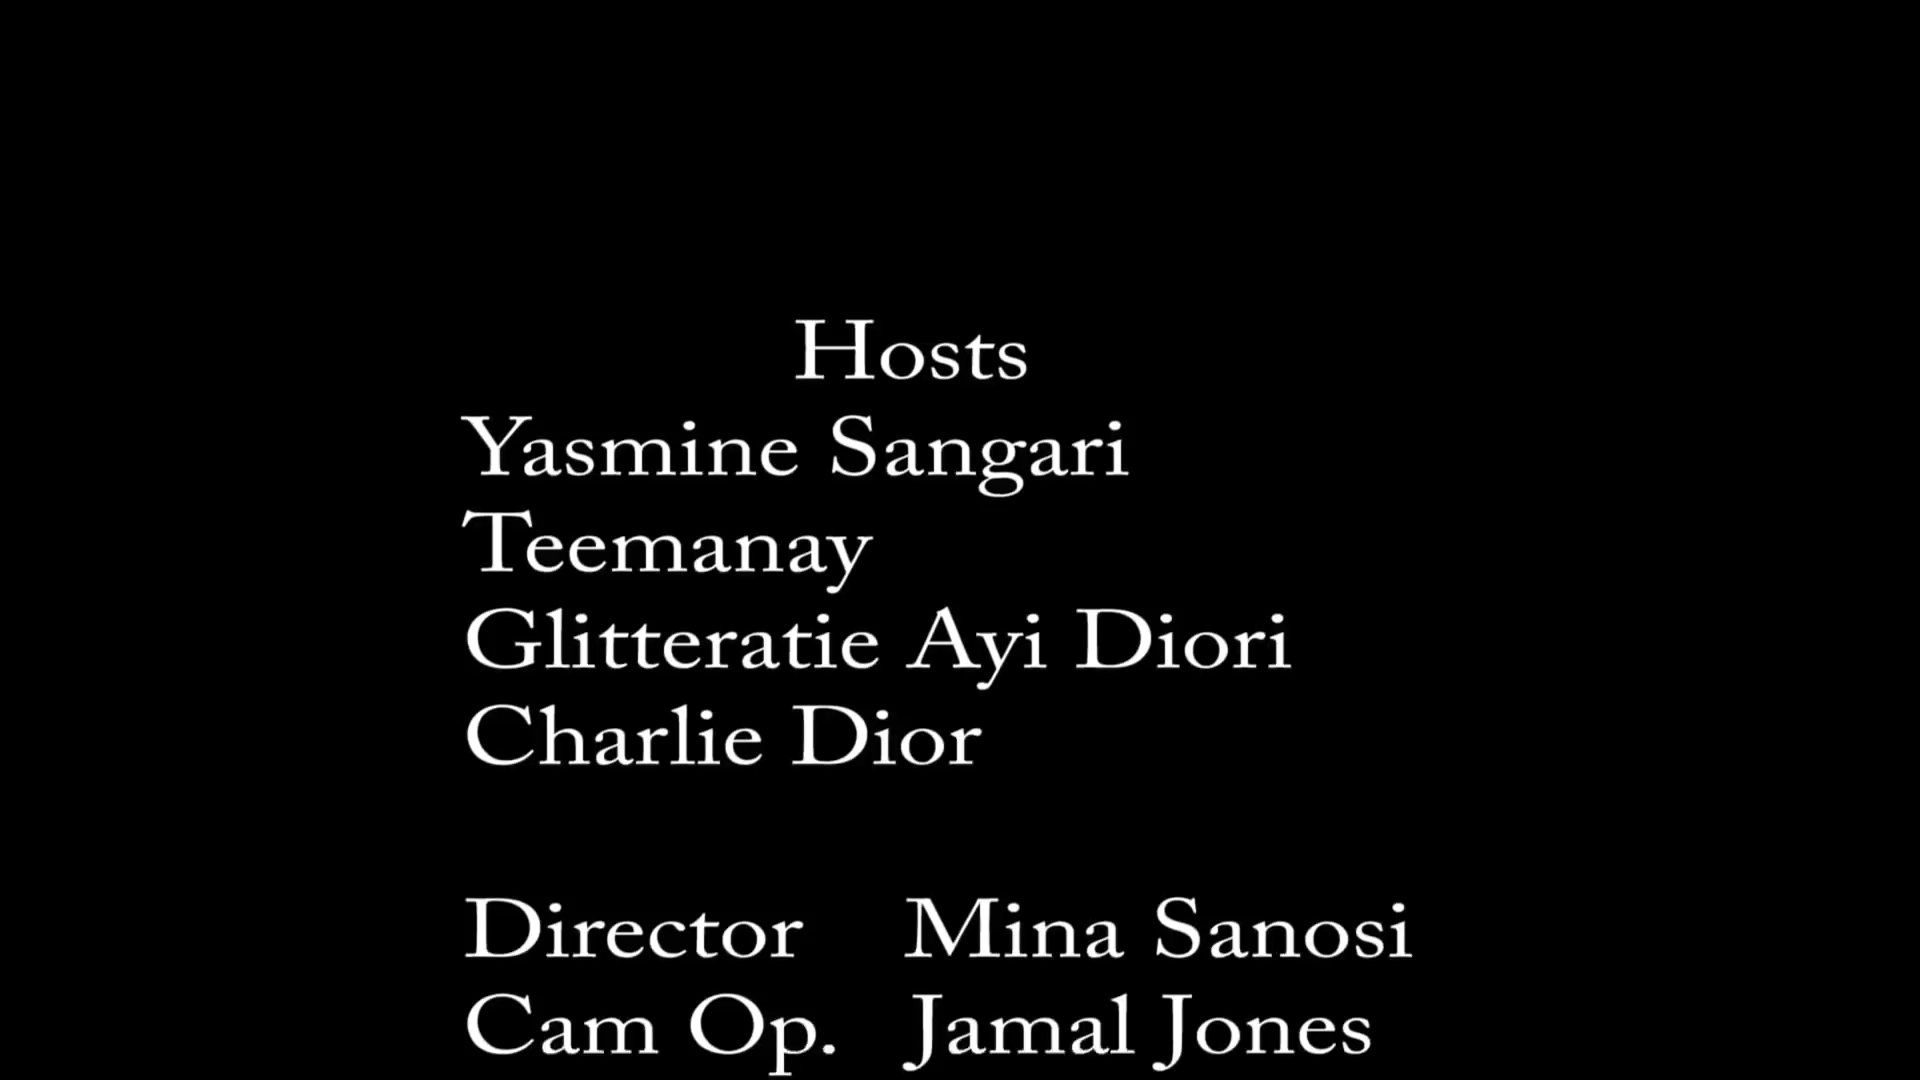 Hosts
Yasmine Sangari
Teemanay
Glitteratie Ayi Diori
Charlie Dior
Director Mina Sanosi
Cam Op. Jamal Jones